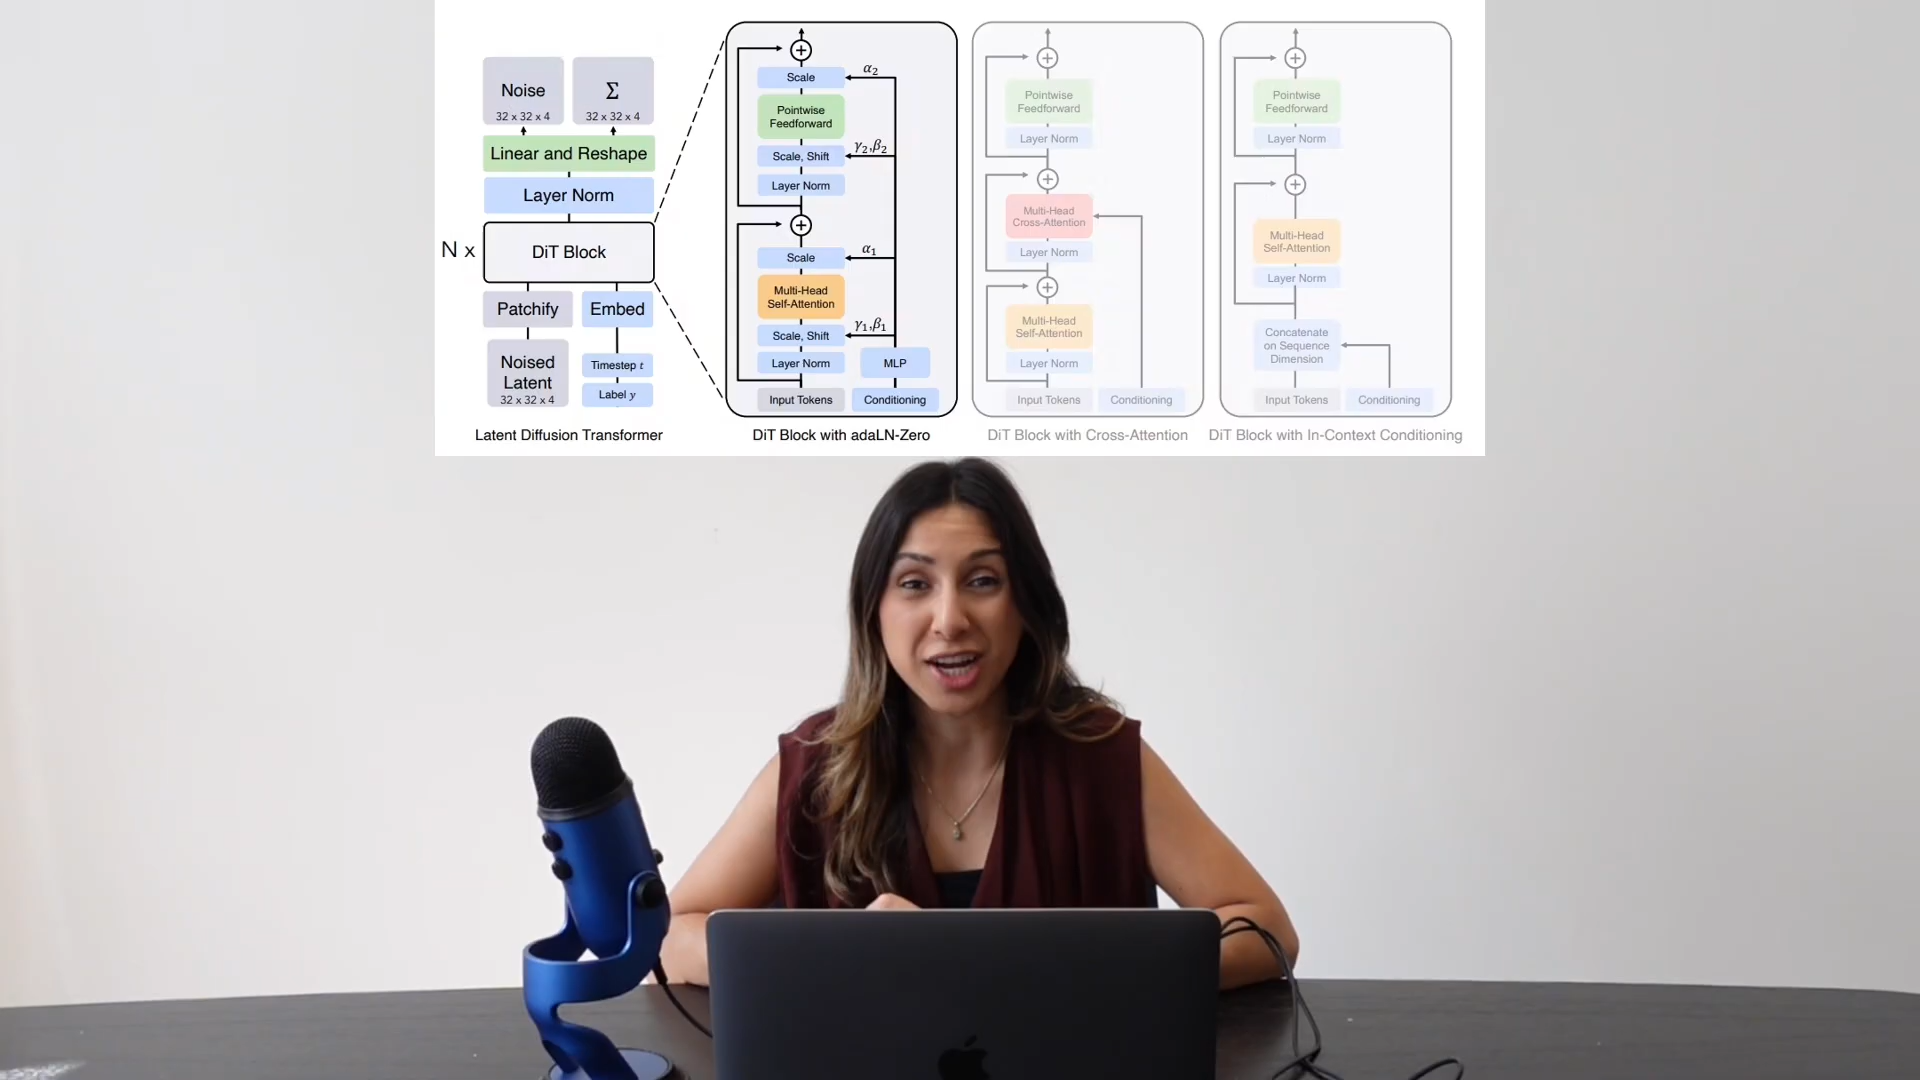 Noise
32 x 32 x 4
Σ
32 x 32 x 4
Linear and Reshape
Layer Norm
N x
DiT Block
Patchify
Embed
Noised
Latent
32 x 32 x 4
Timestep t
Label y
Latent Diffusion Transformer
Scale
α₂
Pointwise
Feedforward
Scale, Shift
γ₂,β₂
Layer Norm
Scale
α₁
Multi-Head
Self-Attention
Scale, Shift
γ₁,β₁
Layer Norm
MLP
Input Tokens
Conditioning
DiT Block with adaLN-Zero
Pointwise
Feedforward
Layer Norm
Multi-Head
Cross-Attention
Layer Norm
Multi-Head
Self-Attention
Layer Norm
Input Tokens
Conditioning
DiT Block with Cross-Attention
Pointwise
Feedforward
Layer Norm
Multi-Head
Self-Attention
Layer Norm
Concatenate
on Sequence
Dimension
Input Tokens
Conditioning
DiT Block with In-Context Conditioning